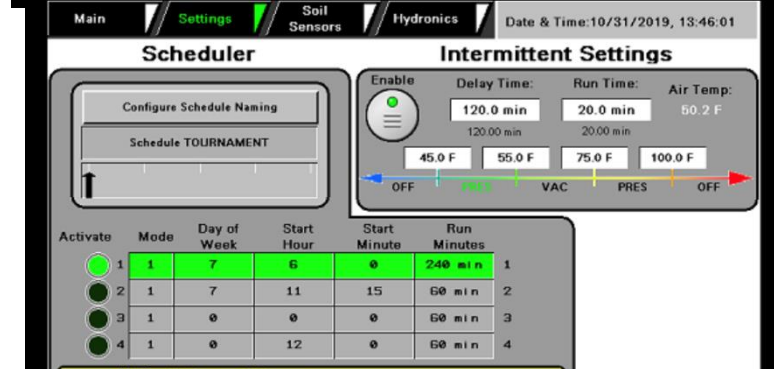 Main
Settings
Soil
Sensors
Hydronics
Date & Time:10/31/2019, 13:46:01
Scheduler
Intermittent Settings
Configure Schedule Naming
Schedule TOURNAMENT
Enable
Delay Time:
Run Time:
Air Temp:
120.0 min
20.0 min
50.2 F
120.00 min
20.00 min
45.0 F
55.0 F
75.0 F
100.0 F
OFF
PRES
VAC
PRES
OFF
Activate
Mode
Day of
Week
Start
Hour
Start
Minute
Run
Minutes
1 1 7 6 0 240 min 1
2 1 7 11 15 60 min 2
3 1 0 0 0 60 min 3
4 1 0 12 0 60 min 4